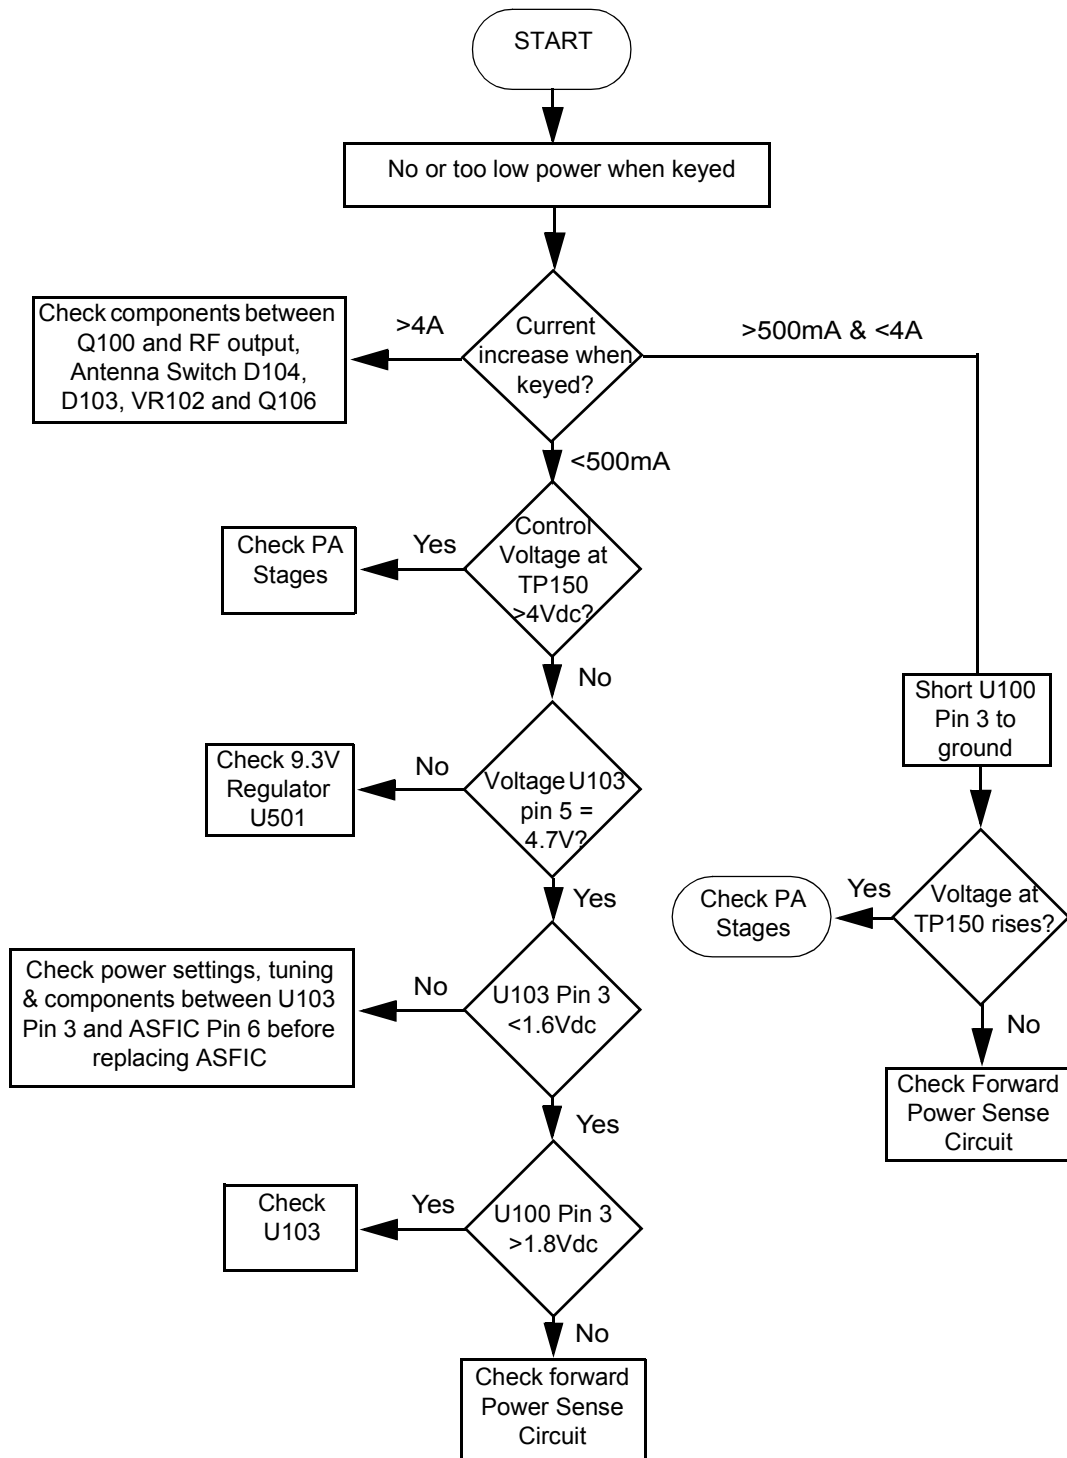 START
No or too low power when keyed
Check components between
Q100 and RF output,
Antenna Switch D104,
D103, VR102 and Q106
>4A
Current
increase when
keyed?
>500mA & <4A
<500mA
Check PA
Stages
Yes
Control
Voltage at
TP150
>4Vdc?
No
Short U100
Pin 3 to
ground
Check 9.3V
Regulator
U501
No
Voltage U103
pin 5 =
4.7V?
Yes
Check PA
Stages
Yes
Voltage at
TP150 rises?
No
Check Forward
Power Sense
Circuit
Check power settings, tuning
& components between U103
Pin 3 and ASFIC Pin 6 before
replacing ASFIC
No
U103 Pin 3
<1.6Vdc
Yes
Check
U103
Yes
U100 Pin 3
>1.8Vdc
No
Check forward
Power Sense
Circuit